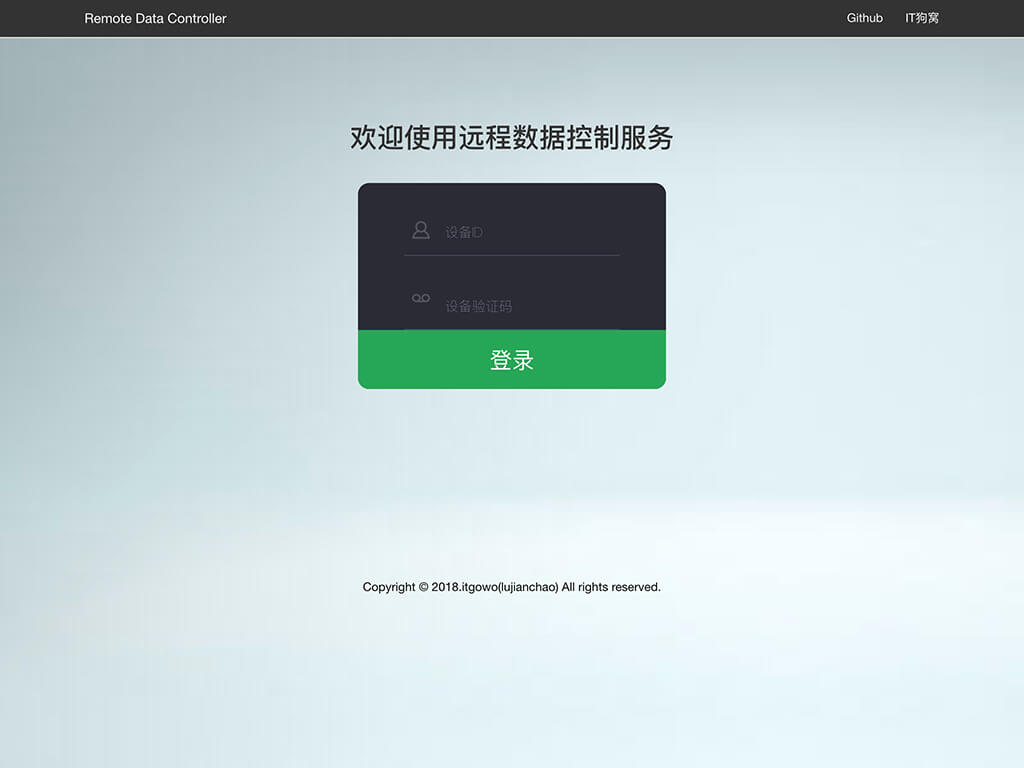 Remote Data Controller Github IT狗窝
欢迎使用远程数据控制服务
设备ID
设备验证码
登录
Copyright © 2018.itgowo(lujianchao) All rights reserved.